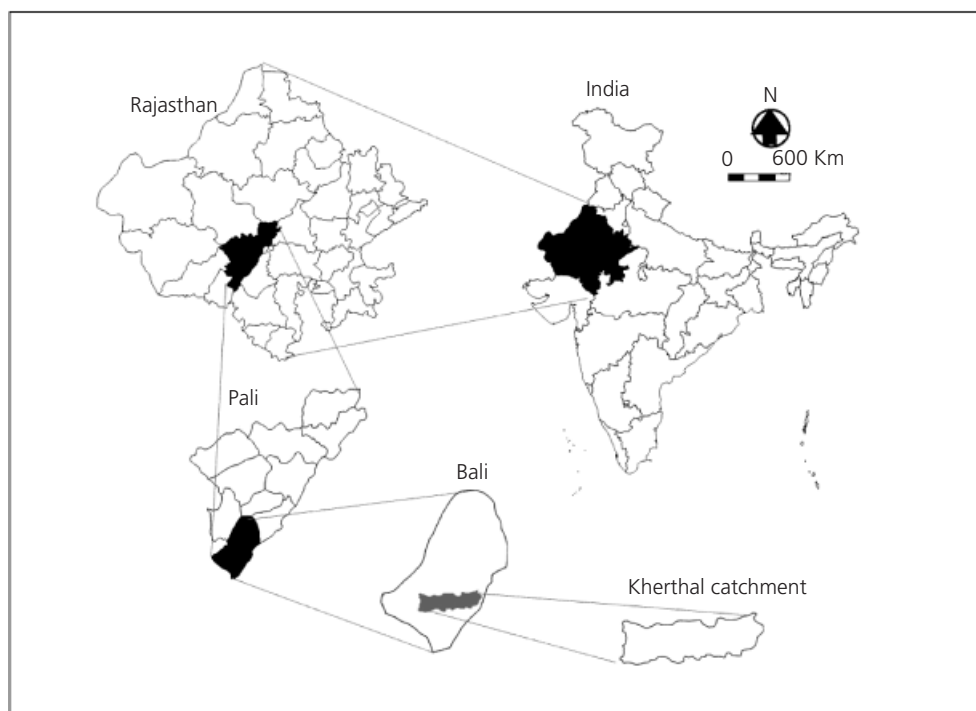 Rajasthan
India
N
0 600 Km
Pali
Bali
Kherthal catchment